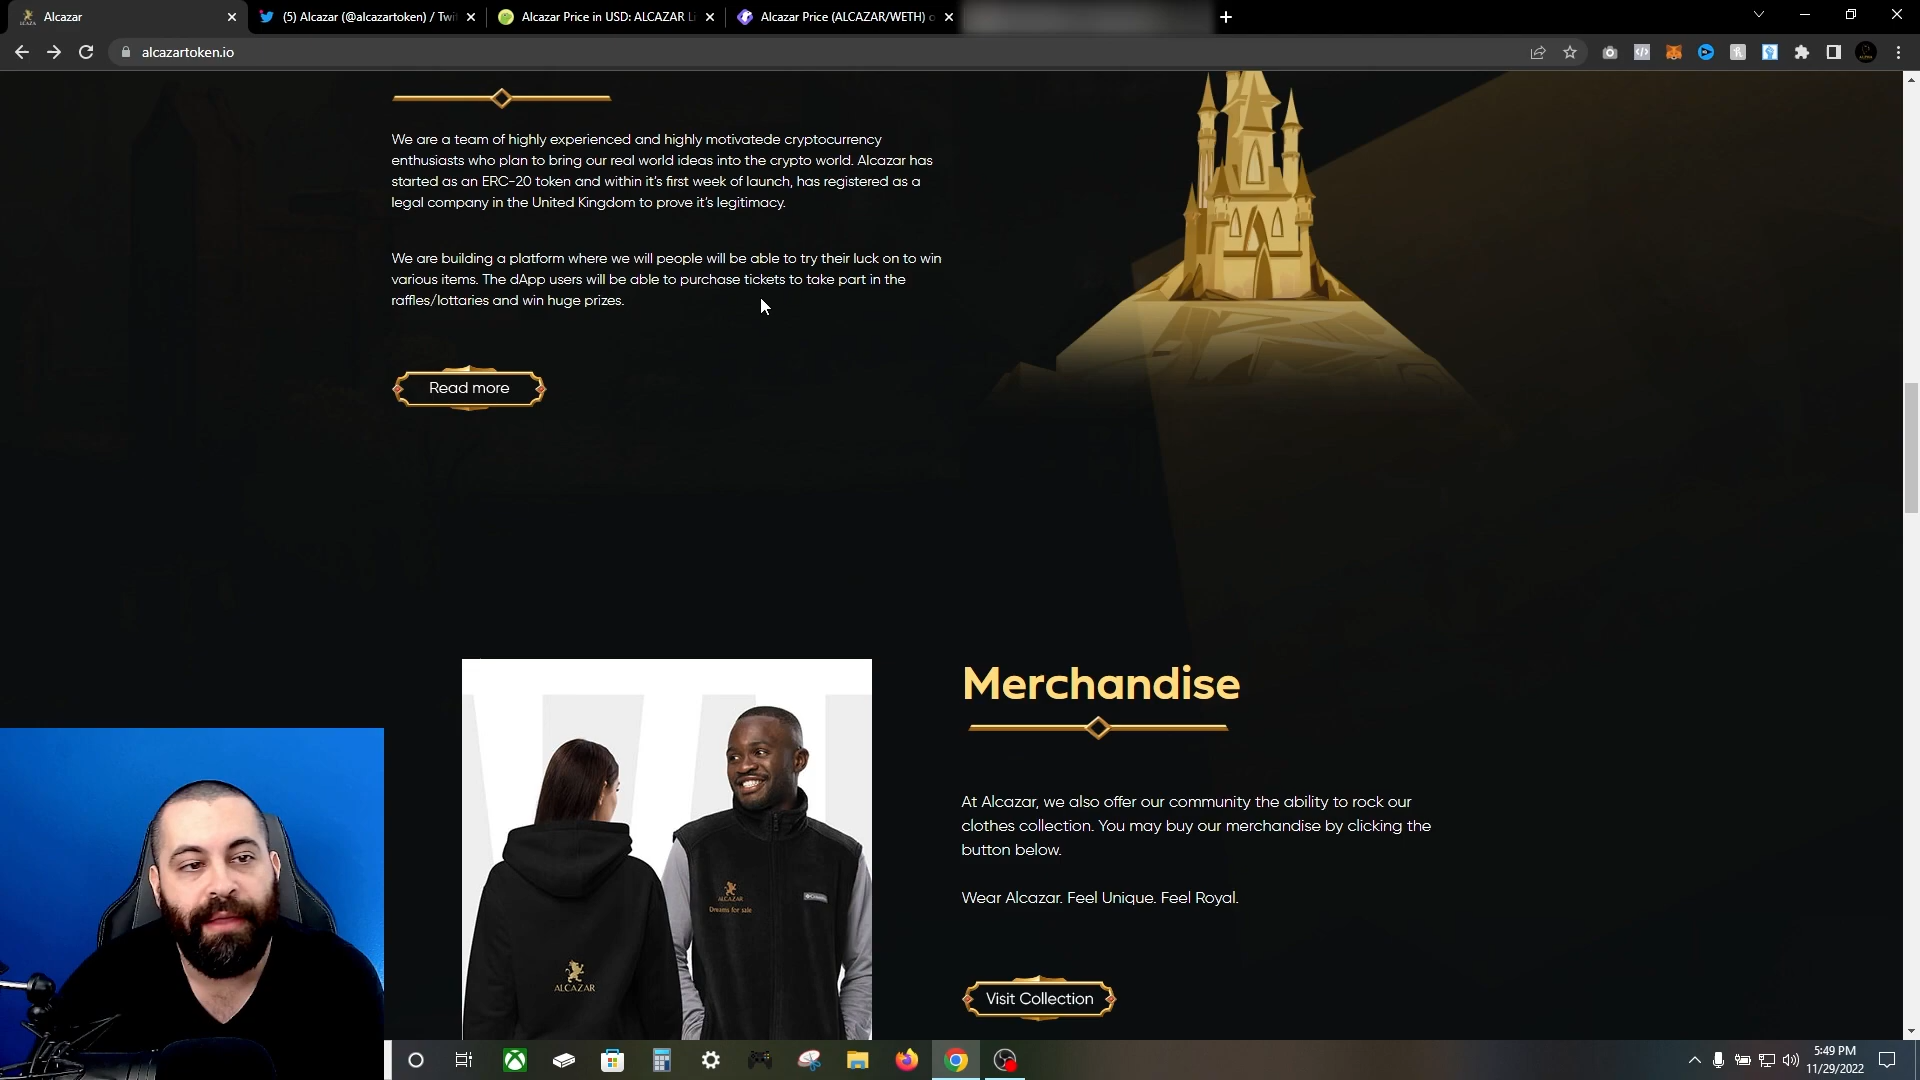 Alcazar
(5) Alcazar (@alcazartoken) / Twi
Alcazar Price in USD: ALCAZAR Li
Alcazar Price (ALCAZAR/WETH) o
alcazartoken.io
We are a team of highly experienced and highly motivatede cryptocurrency
enthusiasts who plan to bring our real world ideas into the crypto world. Alcazar has
started as an ERC-20 token and within it's first week of launch, has registered as a
legal company in the United Kingdom to prove it's legitimacy.
We are building a platform where we will people will be able to try their luck on to win
various items. The dApp users will be able to purchase tickets to take part in the
raffles/lottaries and win huge prizes.
Read more
Merchandise
At Alcazar, we also offer our community the ability to rock our
clothes collection. You may buy our merchandise by clicking the
button below.
Wear Alcazar. Feel Unique. Feel Royal.
Visit Collection
ALCAZAR
Dreams for sale
Columbia
ALCAZAR
5:49 PM
11/29/2022